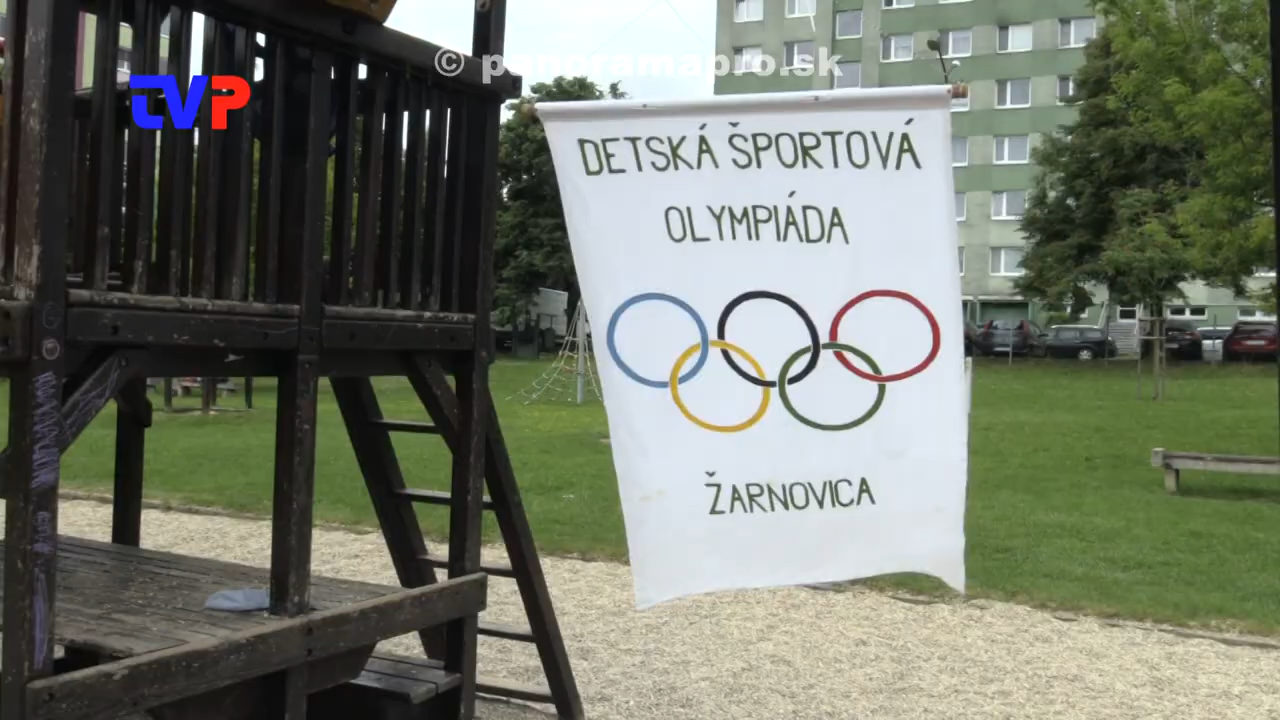 © panoramapro.sk
tVP
DETSKÁ ŠPORTOVÁ
OLYMPIÁDA
ŽARNOVICA